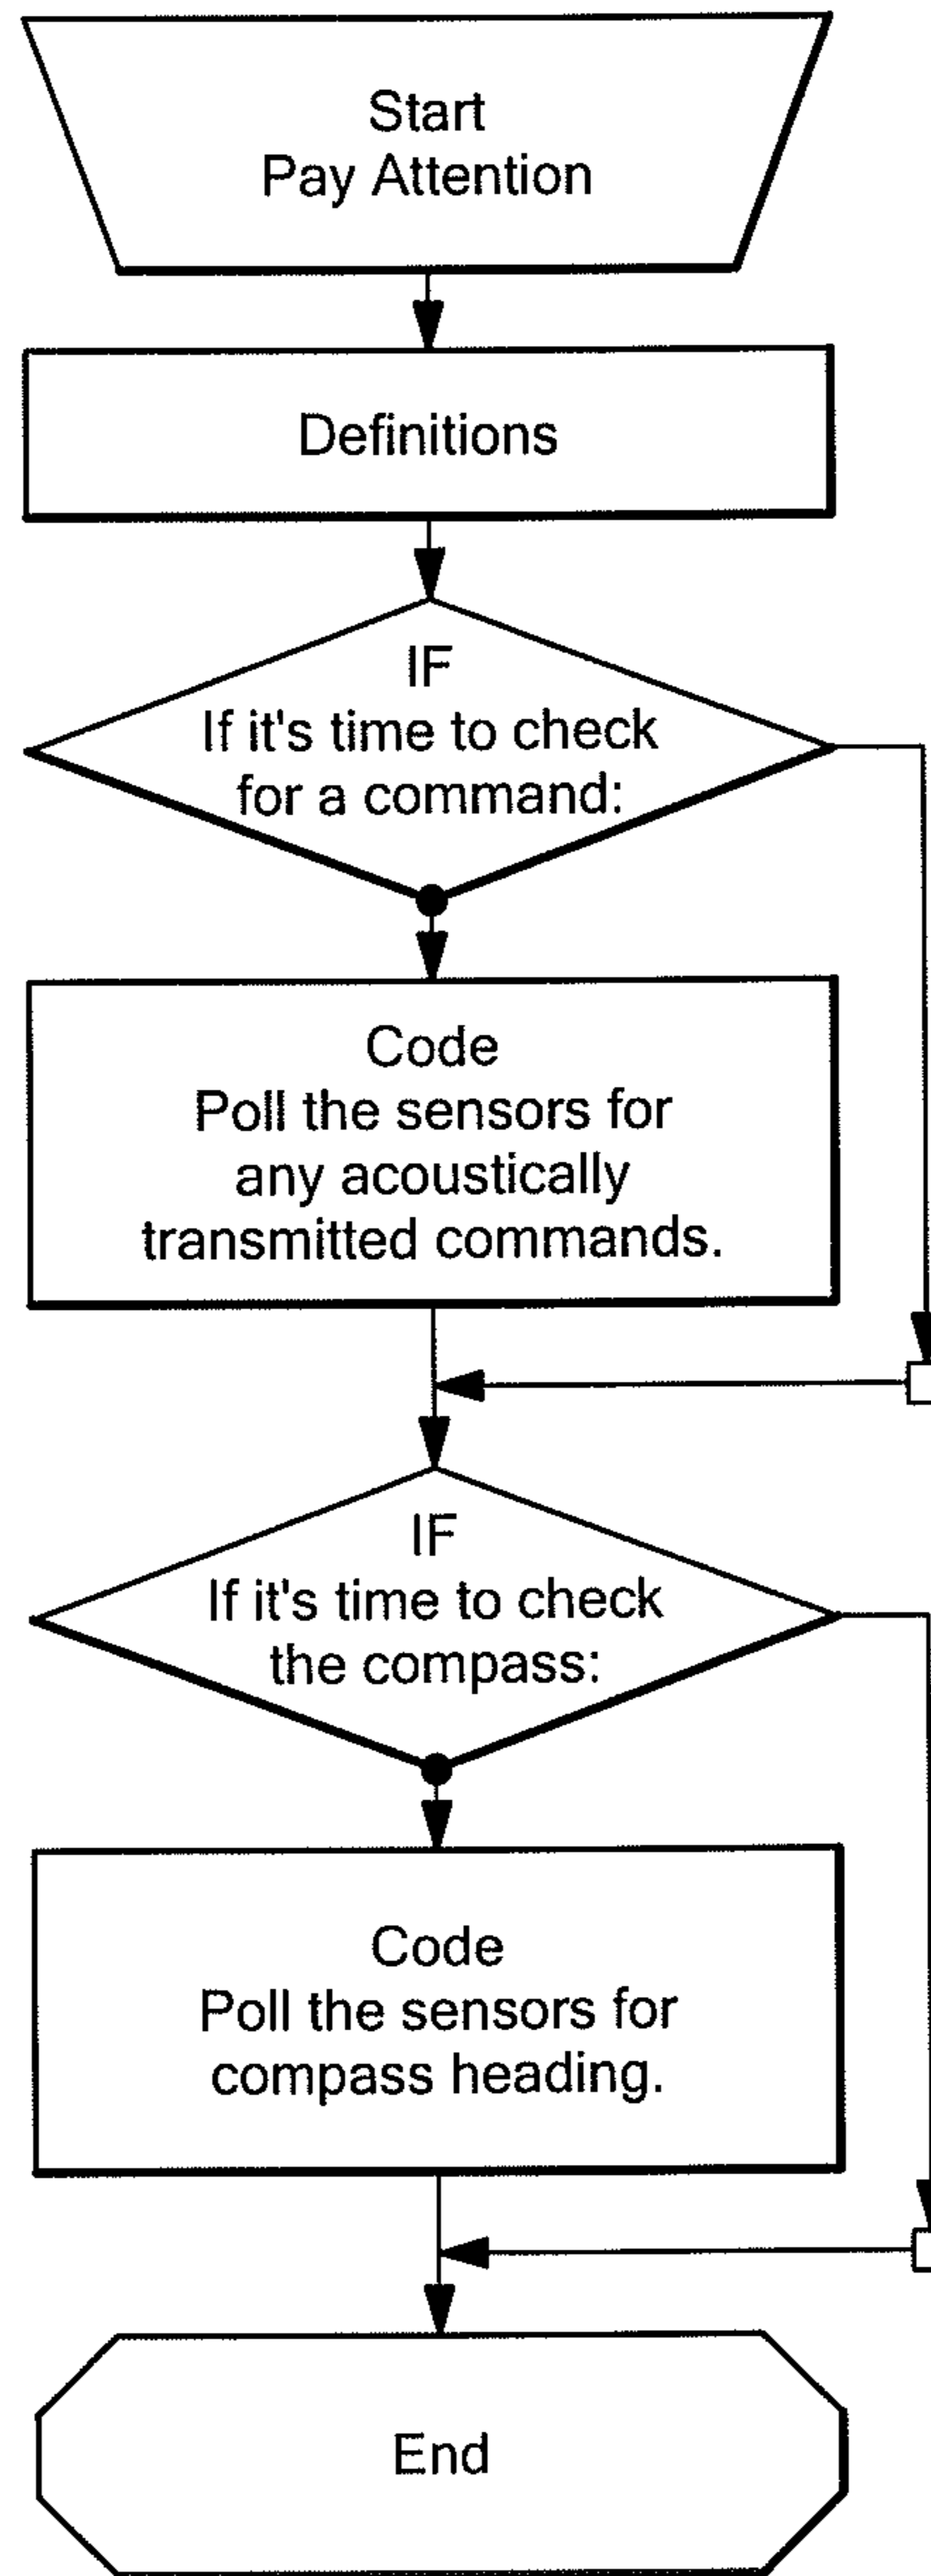 Start
Pay Attention
Definitions
IF
If it's time to check
for a command:
Code
Poll the sensors for
any acoustically
transmitted commands.
IF
If it's time to check
the compass:
Code
Poll the sensors for
compass heading.
End